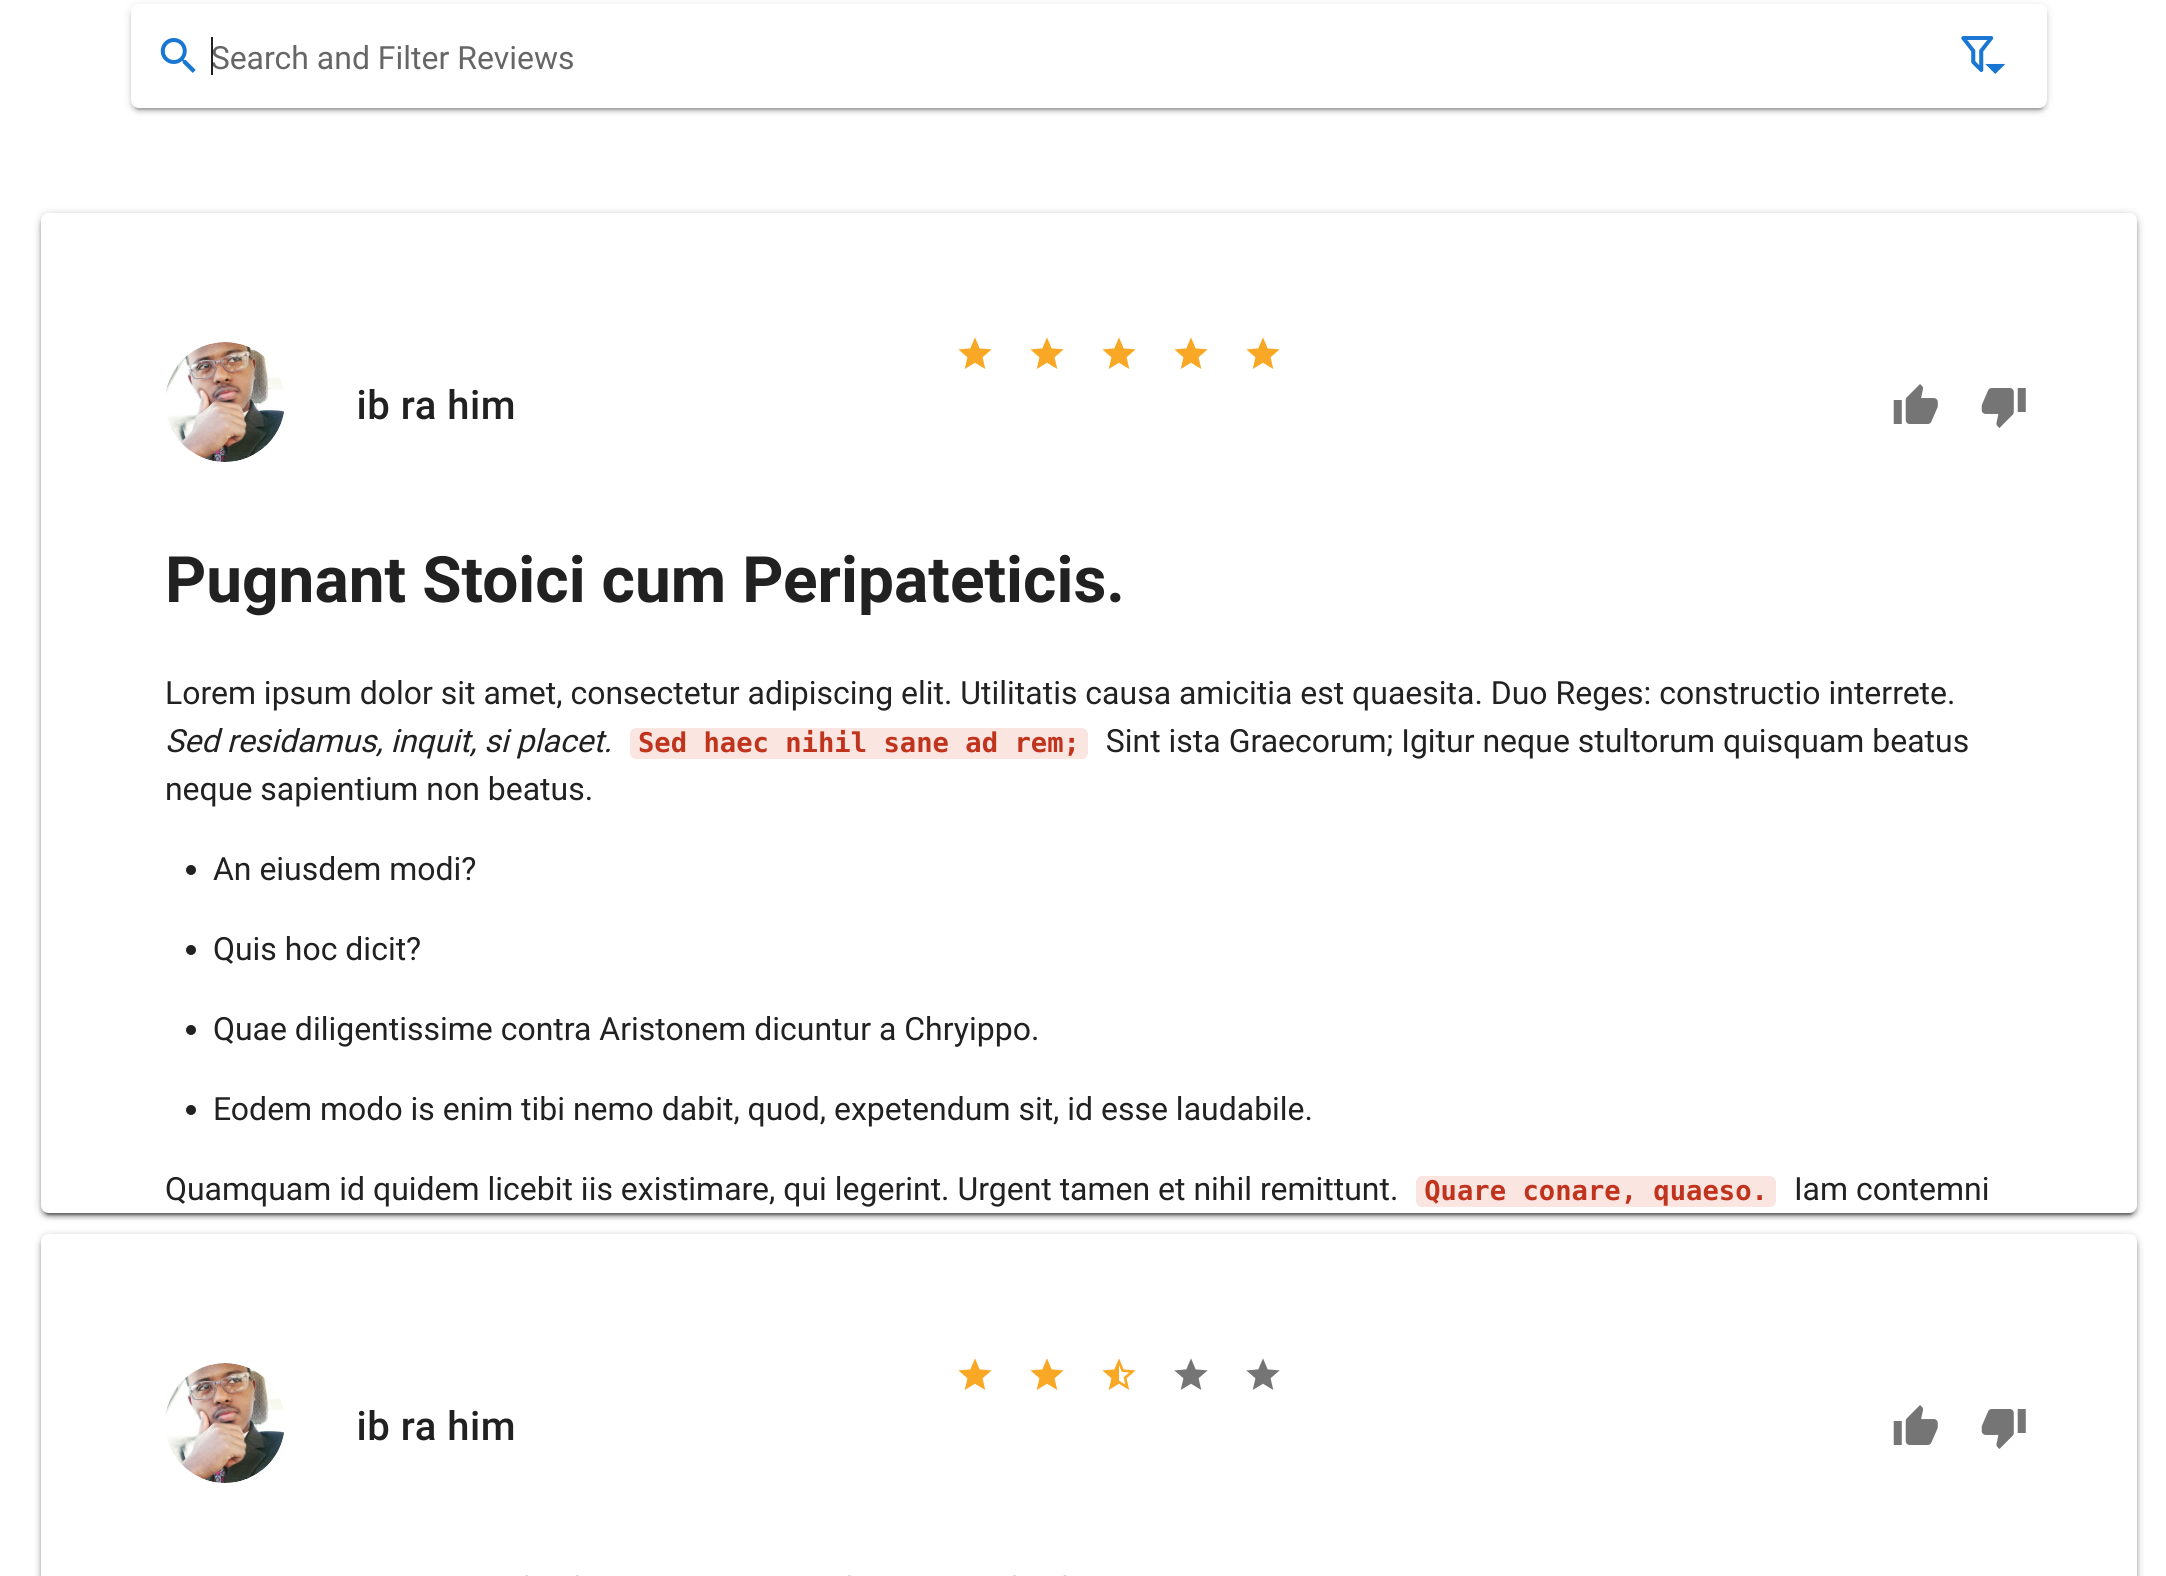 Search and Filter Reviews
ib ra him
Pugnant Stoici cum Peripateticis.
Lorem ipsum dolor sit amet, consectetur adipiscing elit. Utilitatis causa amicitia est quaesita. Duo Reges: constructio interrete.
Sed residamus, inquit, si placet. Sed haec nihil sane ad rem; Sint ista Graecorum; Igitur neque stultorum quisquam beatus
neque sapientium non beatus.
• An eiusdem modi?
• Quis hoc dicit?
• Quae diligentissime contra Aristonem dicuntur a Chryippo.
• Eodem modo is enim tibi nemo dabit, quod, expetendum sit, id esse laudabile.
Quamquam id quidem licebit iis existimare, qui legerint. Urgent tamen et nihil remittunt. Quare conare, quaeso. Iam contemni
ib ra him